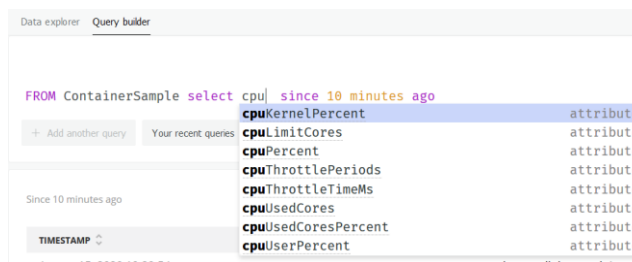 Data explorer Query builder
FROM ContainerSample select cpu since 10 minutes ago
cpuKernelPercent attribut
+ Add another query Your recent queries cpuLimitCores attribut
cpuPercent attribut
cpuThrottlePeriods attribut
cpuThrottleTimeMs attribut
Since 10 minutes ago cpuUsedCores attribut
cpuUsedCoresPercent attribut
TIMESTAMP cpuUserPercent attribut